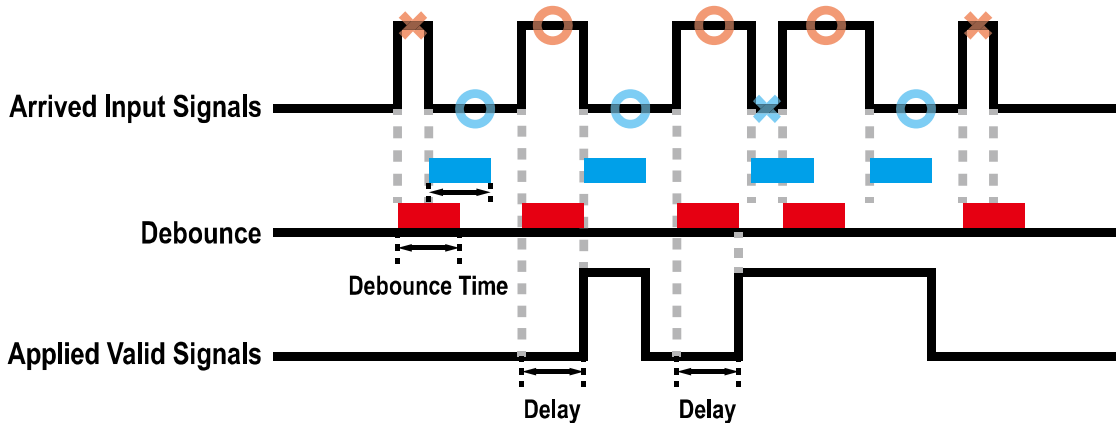 Arrived Input Signals
Debounce
Debounce Time
Applied Valid Signals
Delay
Delay